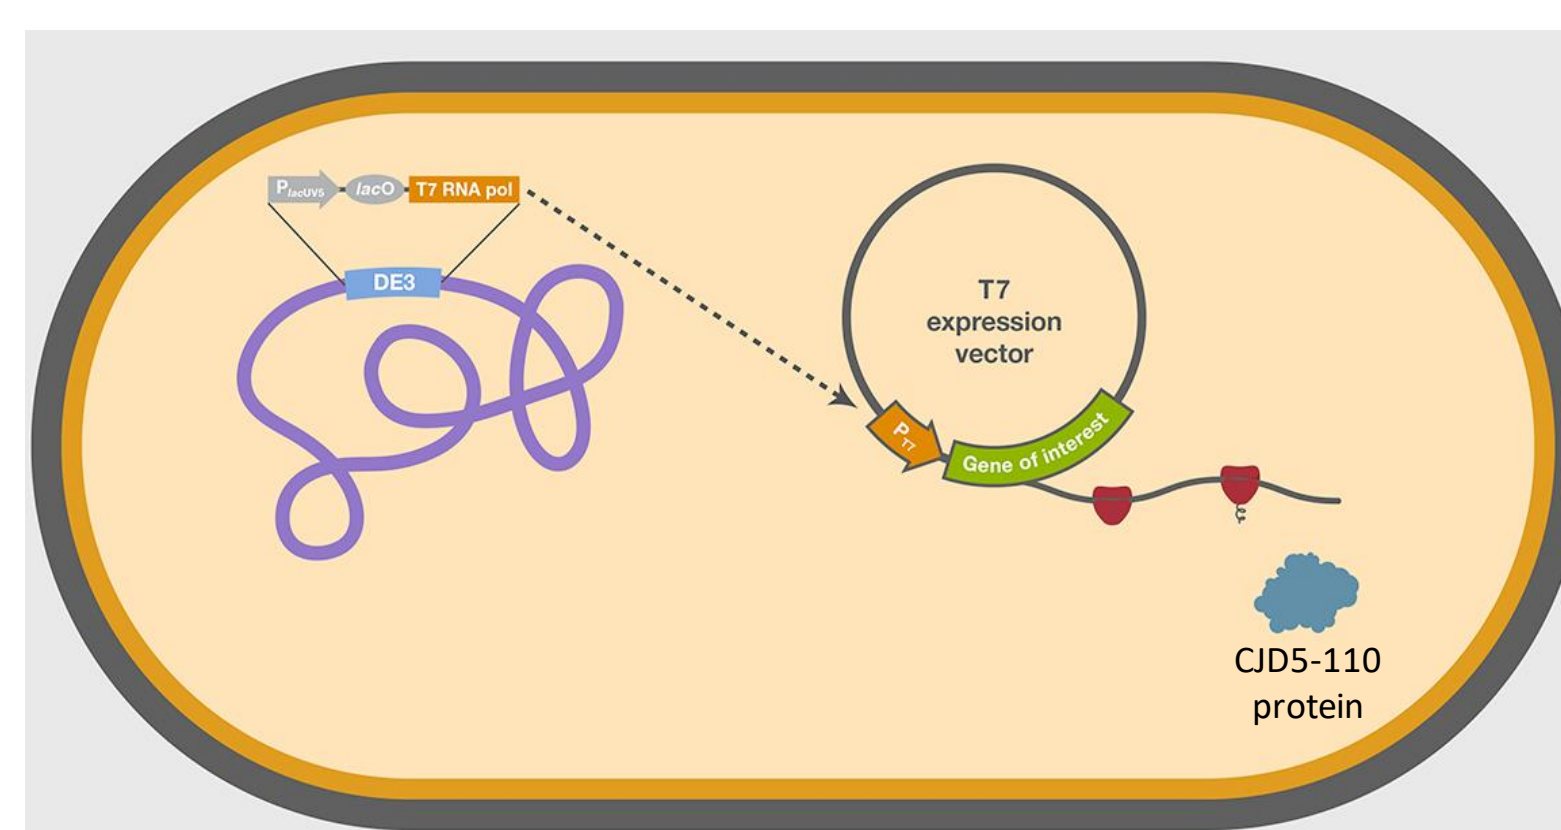 PlacUV5
lacO
T7 RNA pol
DE3
T7
expression
vector
PT7
Gene of interest
CJD5-110
protein